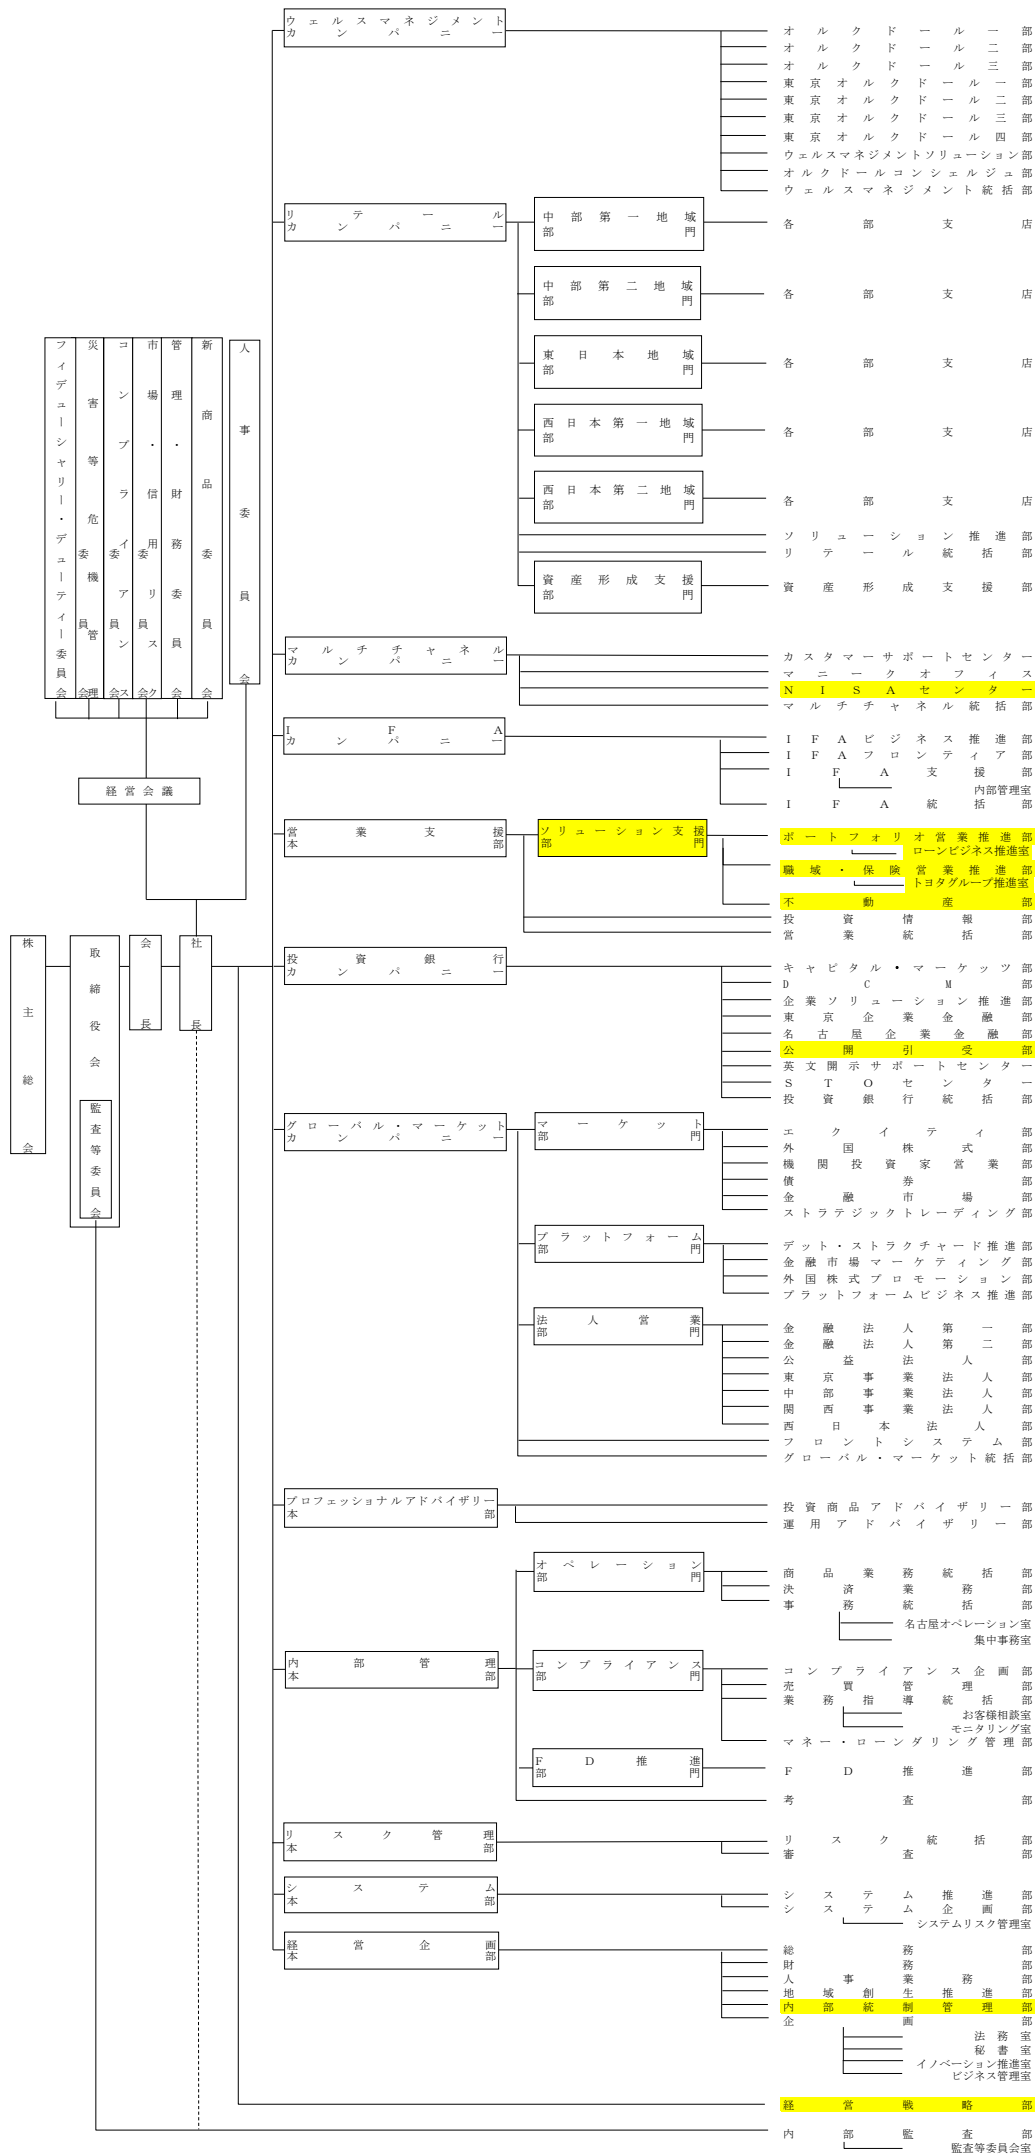 ウェルスマネジメント
カンパニー
オルクドール一部
オルクドール二部
オルクドール三部
東京オルクドール一部
東京オルクドール二部
東京オルクドール三部
東京オルクドール四部
ウェルスマネジメントソリューション部
オルクドールコンシェルジュ部
ウェルスマネジメント統括部
リテール
カンパニー
中部第一地域
部門
各部支店
中部第二地域
部門
各部支店
東日本地域
部門
各部支店
西日本第一地域
部門
各部支店
西日本第二地域
部門
各部支店
ソリューション推進部
リテール統括部
資産形成支援
部門
資産形成支援部
フィデューシャリー・デューティー委員会
災害等危機管理
委員会
コンプライアンス
委員会
市場・信用リスク
委員会
管理・財務委員会
新商品委員会
人事委員会
経営会議
マルチチャネル
カンパニー
カスタマーサポートセンター
マニークオフィス
NISAセンター
マルチチャネル統括部
IFA
カンパニー
IFAビジネス推進部
IFAフロンティア部
IFA支援部
内部管理室
IFA統括部
営業支援
本部
ソリューション支援
部門
ポートフォリオ営業推進部
ローンビジネス推進室
職域・保険営業推進部
トヨタグループ推進室
不動産部
投資情報部
営業統括部
株主総会
取締役会
監査等委員会
会長
社長
投資銀行
カンパニー
キャピタル・マーケッツ部
DCM部
企業ソリューション推進部
東京企業金融部
名古屋企業金融部
公開引受部
英文開示サポートセンター
STOセンター
投資銀行統括部
グローバル・マーケット
カンパニー
マーケット
部門
エクイティ部
外国株式部
機関投資家営業部
債券部
金融市場部
ストラテジックトレーディング部
プラットフォーム
部門
デット・ストラクチャード推進部
金融市場マーケティング部
外国株式プロモーション部
プラットフォームビジネス推進部
法人営業
部門
金融法人第一部
金融法人第二部
公益法人部
東京事業法人部
中部事業法人部
関西事業法人部
西日本法人部
フロントシステム部
グローバル・マーケット統括部
プロフェッショナルアドバイザリー
本部
投資商品アドバイザリー部
運用アドバイザリー部
内部管理
本部
オペレーション
部門
商品業務統括部
決済業務部
事務統括部
名古屋オペレーション室
集中事務室
コンプライアンス
部門
コンプライアンス企画部
売買管理部
業務指導統括部
お客様相談室
モニタリング室
マネー・ローンダリング管理部
FD推進
部門
FD推進部
考査部
リスク管理
本部
リスク統括部
審査部
システム
本部
システム推進部
システム企画部
システムリスク管理室
経営企画
本部
総務部
財務部
人事業務部
地域創生推進部
内部統制管理部
企画部
法務室
秘書室
イノベーション推進室
ビジネス管理室
経営戦略部
内部監査部
監査等委員会室